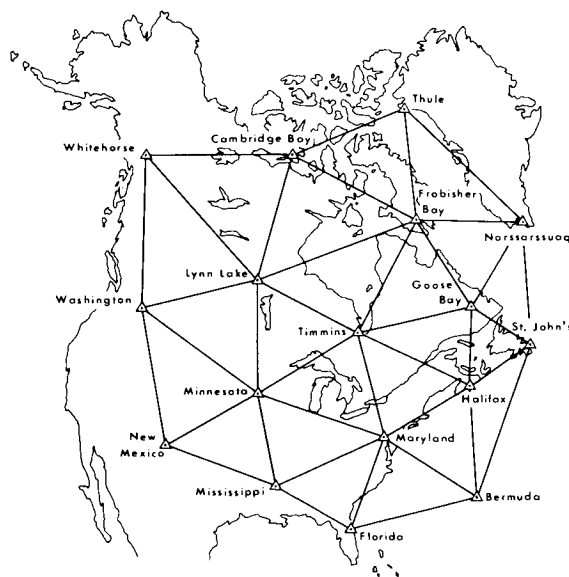 Thule
Cambridge Bay
Whitehorse
Frobisher
Bay
Narssarssuaq
Lynn Lake
Goose
Bay
Washington
St. John's
Timmins
Minnesota
Halifax
New
Mexico
Maryland
Mississippi
Bermuda
Florida